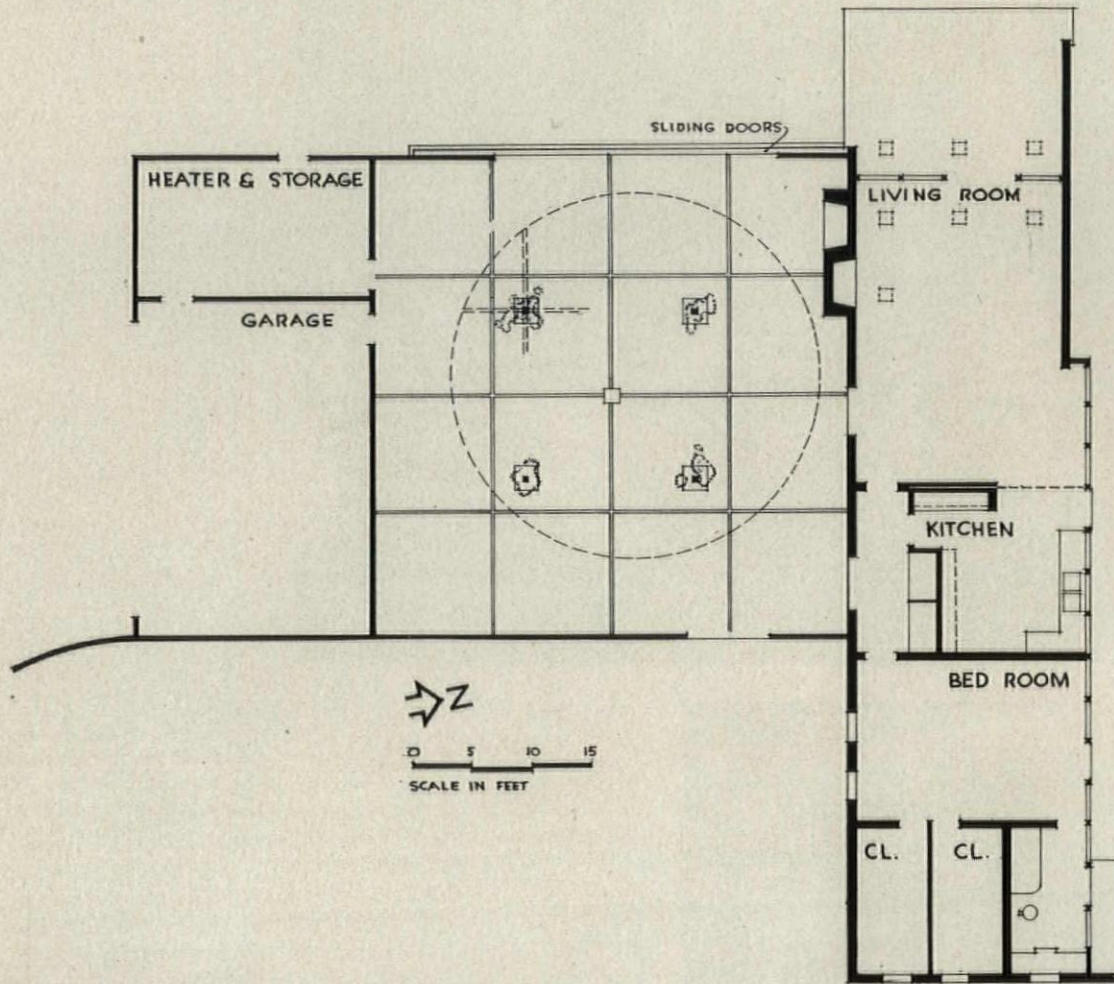 SLIDING DOORS
HEATER & STORAGE
LIVING ROOM
GARAGE
KITCHEN
BED ROOM
N
0 5 10 15
SCALE IN FEET
CL. CL.